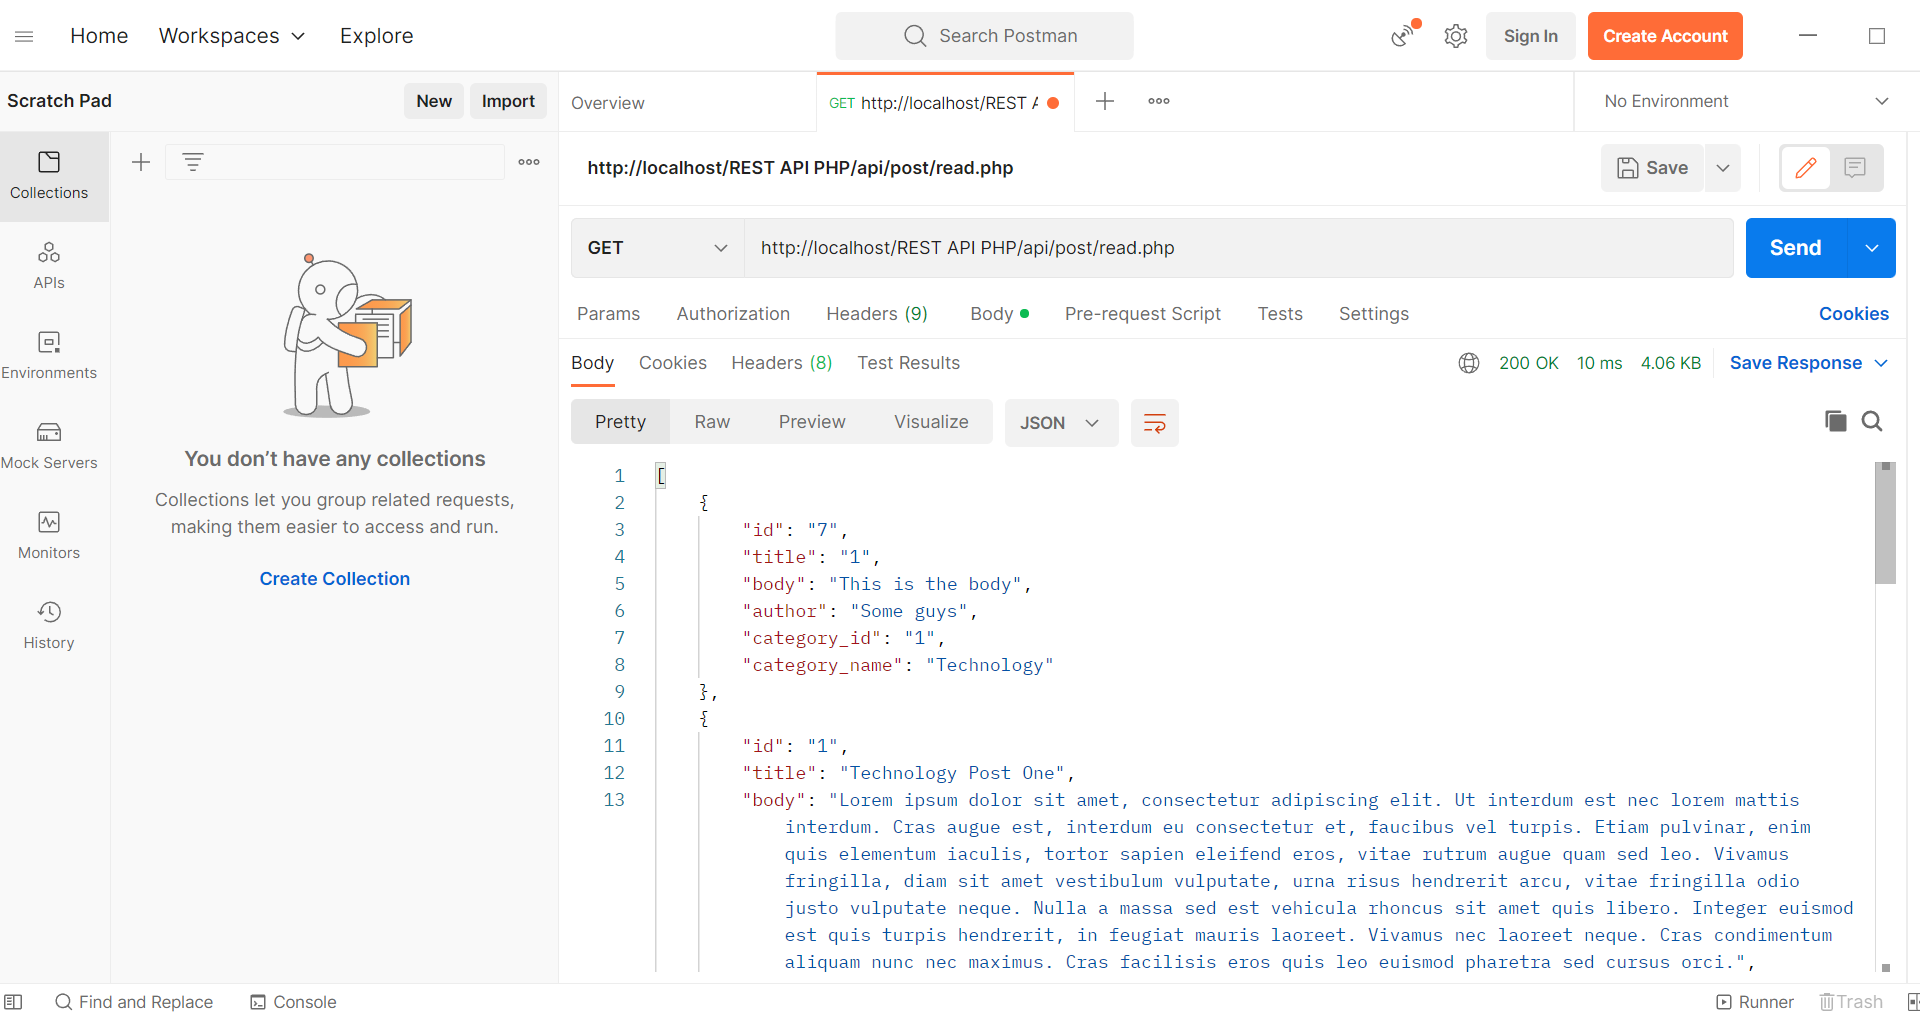 Home Workspaces Explore Search Postman Sign In Create Account
Scratch Pad New Import Overview GET http://localhost/REST A No Environment
Collections
APIs
Environments
Mock Servers
Monitors
History
You don’t have any collections
Collections let you group related requests,
making them easier to access and run.
Create Collection
http://localhost/REST API PHP/api/post/read.php Save
GET http://localhost/REST API PHP/api/post/read.php Send
Params Authorization Headers (9) Body Pre-request Script Tests Settings Cookies
Body Cookies Headers (8) Test Results 200 OK 10 ms 4.06 KB Save Response
Pretty Raw Preview Visualize JSON
1 [
2 {
3 "id": "7",
4 "title": "1",
5 "body": "This is the body",
6 "author": "Some guys",
7 "category_id": "1",
8 "category_name": "Technology"
9 },
10 {
11 "id": "1",
12 "title": "Technology Post One",
13 "body": "Lorem ipsum dolor sit amet, consectetur adipiscing elit. Ut interdum est nec lorem mattis
interdum. Cras augue est, interdum eu consectetur et, faucibus vel turpis. Etiam pulvinar, enim
quis elementum iaculis, tortor sapien eleifend eros, vitae rutrum augue quam sed leo. Vivamus
fringilla, diam sit amet vestibulum vulputate, urna risus hendrerit arcu, vitae fringilla odio
justo vulputate neque. Nulla a massa sed est vehicula rhoncus sit amet quis libero. Integer euismod
est quis turpis hendrerit, in feugiat mauris laoreet. Vivamus nec laoreet neque. Cras condimentum
aliquam nunc nec maximus. Cras facilisis eros quis leo euismod pharetra sed cursus orci.",
Find and Replace Console Runner Trash